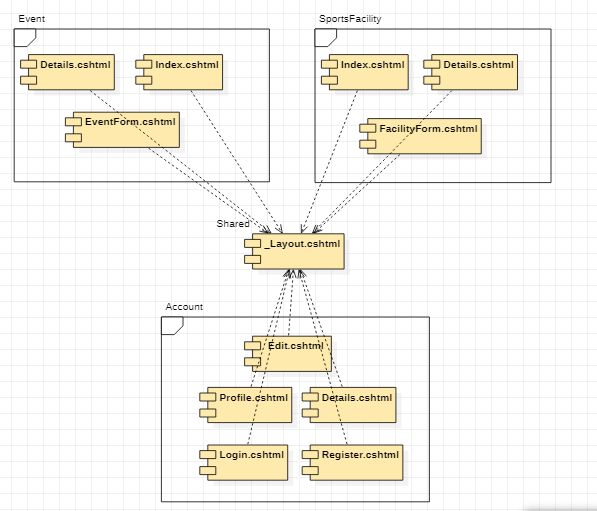 Event
Details.cshtml
Index.cshtml
EventForm.cshtml
SportsFacility
Index.cshtml
Details.cshtml
FacilityForm.cshtml
Shared
_Layout.cshtml
Account
Edit.cshtml
Profile.cshtml
Details.cshtml
Login.cshtml
Register.cshtml